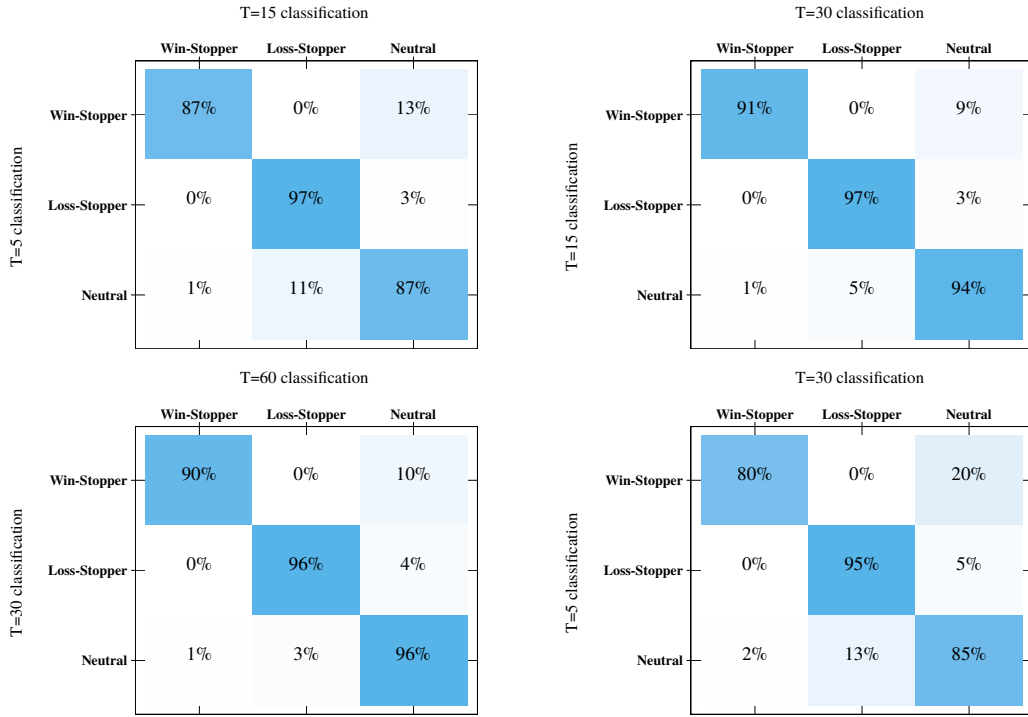 T=15 classification
Win-Stopper Loss-Stopper Neutral
T=5 classification
Win-Stopper 87% 0% 13%
Loss-Stopper 0% 97% 3%
Neutral 1% 11% 87%
T=30 classification
Win-Stopper Loss-Stopper Neutral
T=15 classification
Win-Stopper 91% 0% 9%
Loss-Stopper 0% 97% 3%
Neutral 1% 5% 94%
T=60 classification
Win-Stopper Loss-Stopper Neutral
T=30 classification
Win-Stopper 90% 0% 10%
Loss-Stopper 0% 96% 4%
Neutral 1% 3% 96%
T=30 classification
Win-Stopper Loss-Stopper Neutral
T=5 classification
Win-Stopper 80% 0% 20%
Loss-Stopper 0% 95% 5%
Neutral 2% 13% 85%